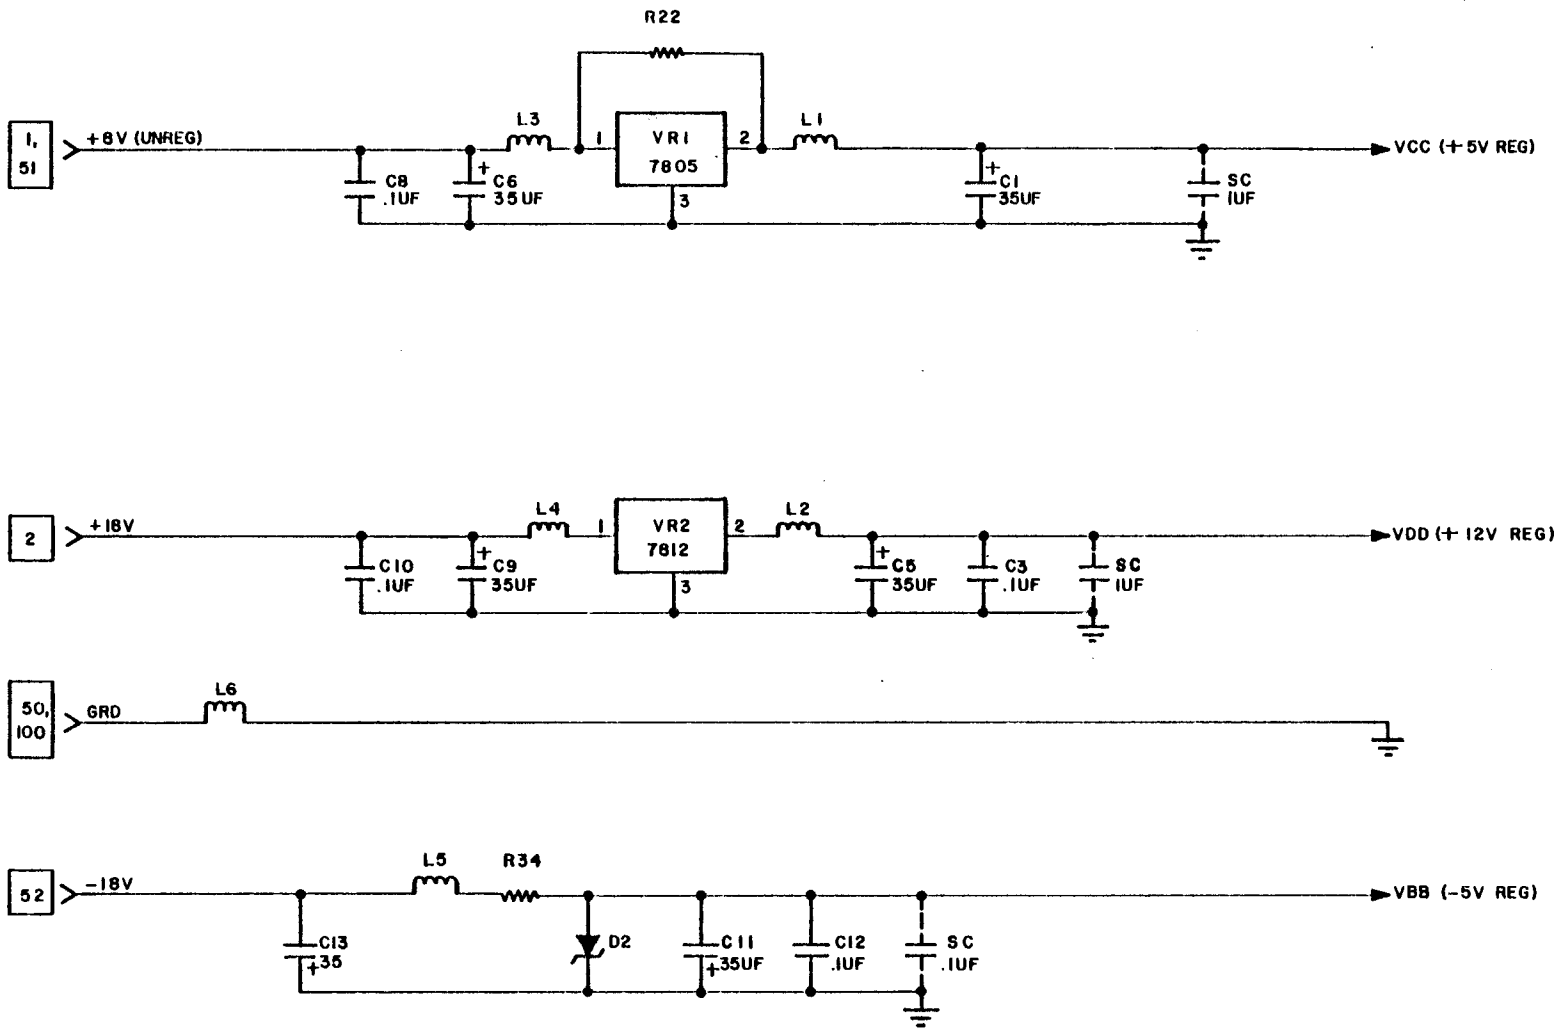 R22
1,
51
+8V (UNREG)
L3
1
VR1
7805
2
3
L1
C8
.1UF
+
C6
35UF
+
C1
35UF
SC
1UF
VCC (+5V REG)
2
+18V
L4
1
VR2
7812
2
3
L2
C10
.1UF
+
C9
35UF
+
C5
35UF
C3
.1UF
SC
1UF
VDD (+12V REG)
50,
100
GRD
L6
52
-18V
L5
R34
C13
+35
D2
C11
+35UF
C12
.1UF
SC
.1UF
VBB (-5V REG)